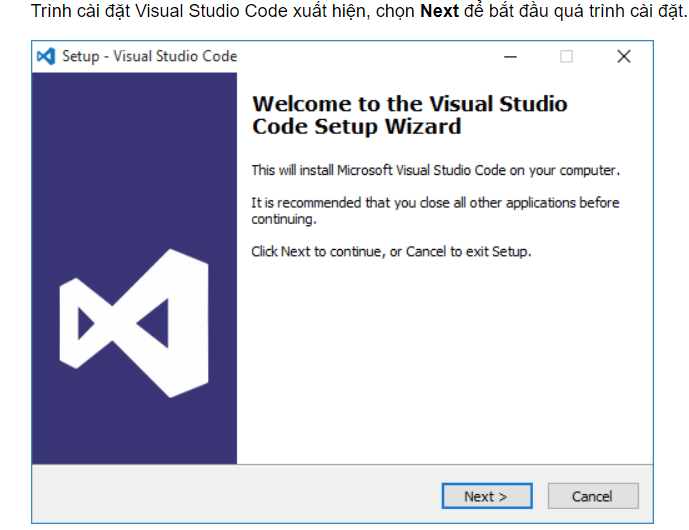 Trình cài đặt Visual Studio Code xuất hiện, chọn Next để bắt đầu quá trình cài đặt.
Setup - Visual Studio Code
Welcome to the Visual Studio
Code Setup Wizard
This will install Microsoft Visual Studio Code on your computer.
It is recommended that you close all other applications before
continuing.
Click Next to continue, or Cancel to exit Setup.
Next >
Cancel